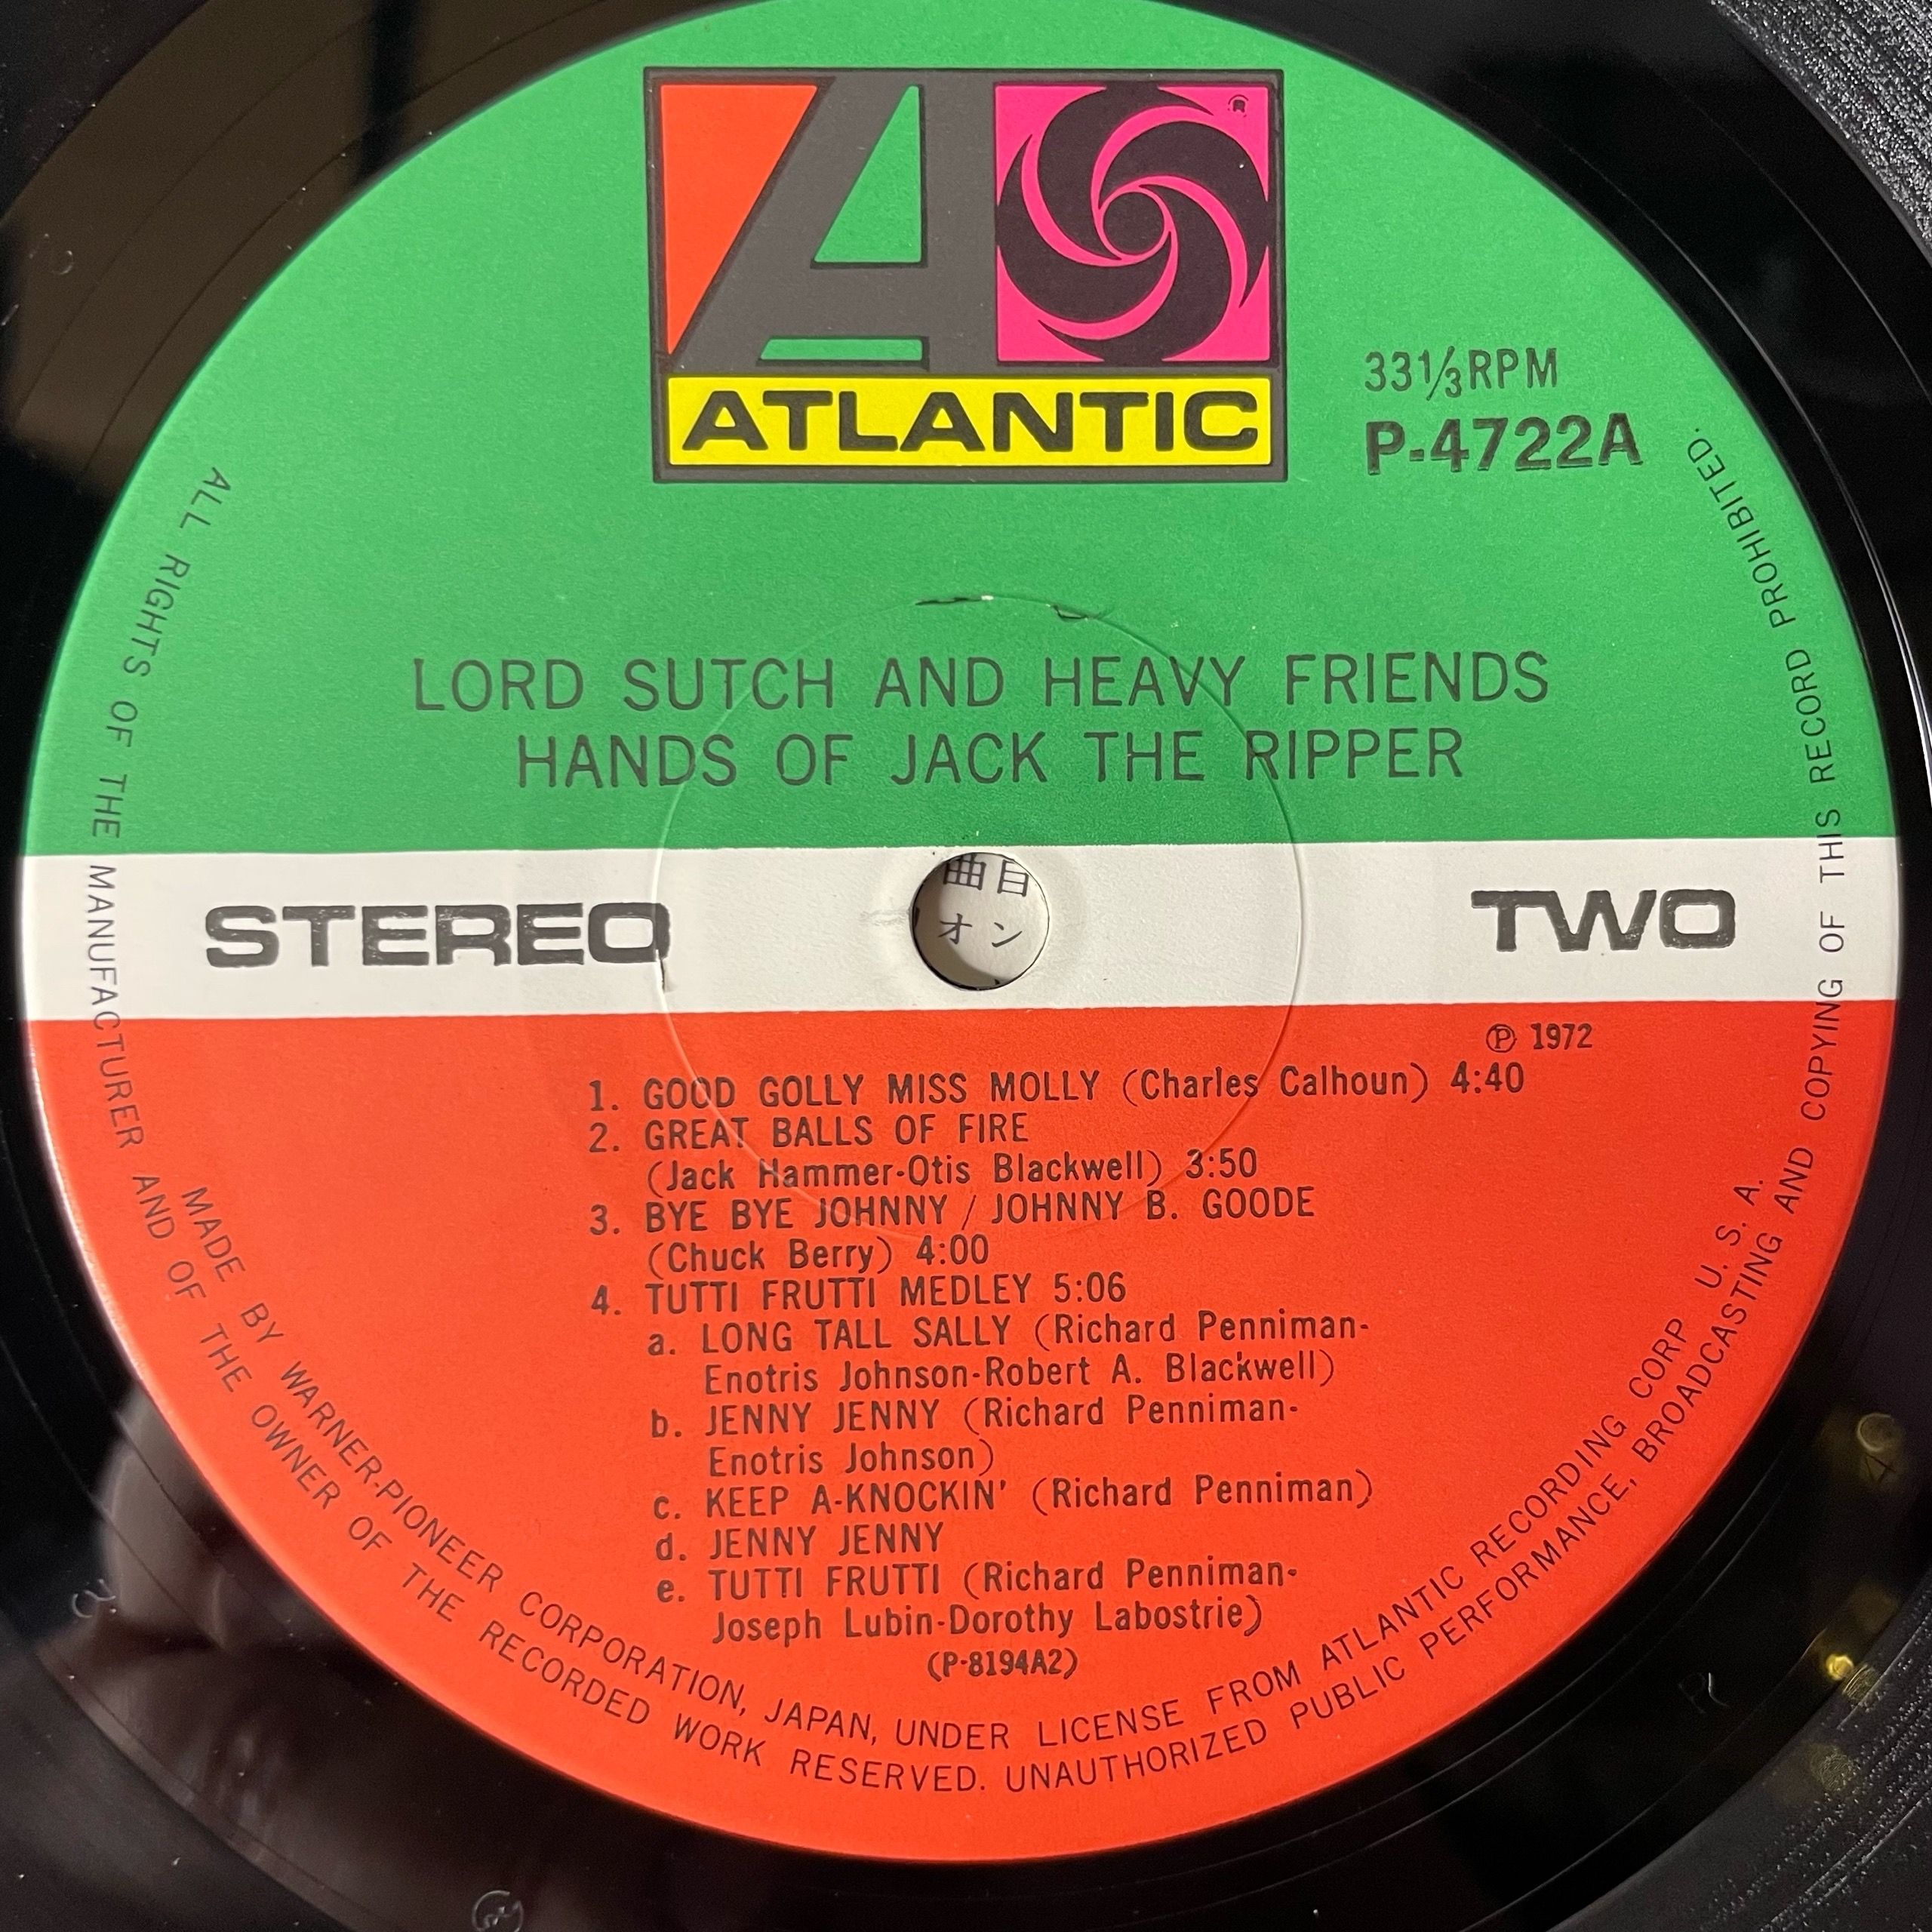 ATLANTIC
33⅓RPM
P-4722A
LORD SUTCH AND HEAVY FRIENDS
HANDS OF JACK THE RIPPER
STEREO
曲目
オン
TWO
Ⓟ 1972
1. GOOD GOLLY MISS MOLLY (Charles Calhoun) 4:40
2. GREAT BALLS OF FIRE
(Jack Hammer-Otis Blackwell) 3:50
3. BYE BYE JOHNNY / JOHNNY B. GOODE
(Chuck Berry) 4:00
4. TUTTI FRUTTI MEDLEY 5:06
a. LONG TALL SALLY (Richard Penniman-
Enotris Johnson-Robert A. Blackwell)
b. JENNY JENNY (Richard Penniman-
Enotris Johnson)
c. KEEP A-KNOCKIN' (Richard Penniman)
d. JENNY JENNY
e. TUTTI FRUTTI (Richard Penniman-
Joseph Lubin-Dorothy Labostrie)
(P-8194A2)
MADE BY WARNER-PIONEER CORPORATION, JAPAN, UNDER LICENSE FROM ATLANTIC RECORDING CORP U. S. A.
ALL RIGHTS OF THE MANUFACTURER AND OF THE OWNER OF THE RECORDED WORK RESERVED. UNAUTHORIZED PUBLIC PERFORMANCE, BROADCASTING AND COPYING OF THIS RECORD PROHIBITED.